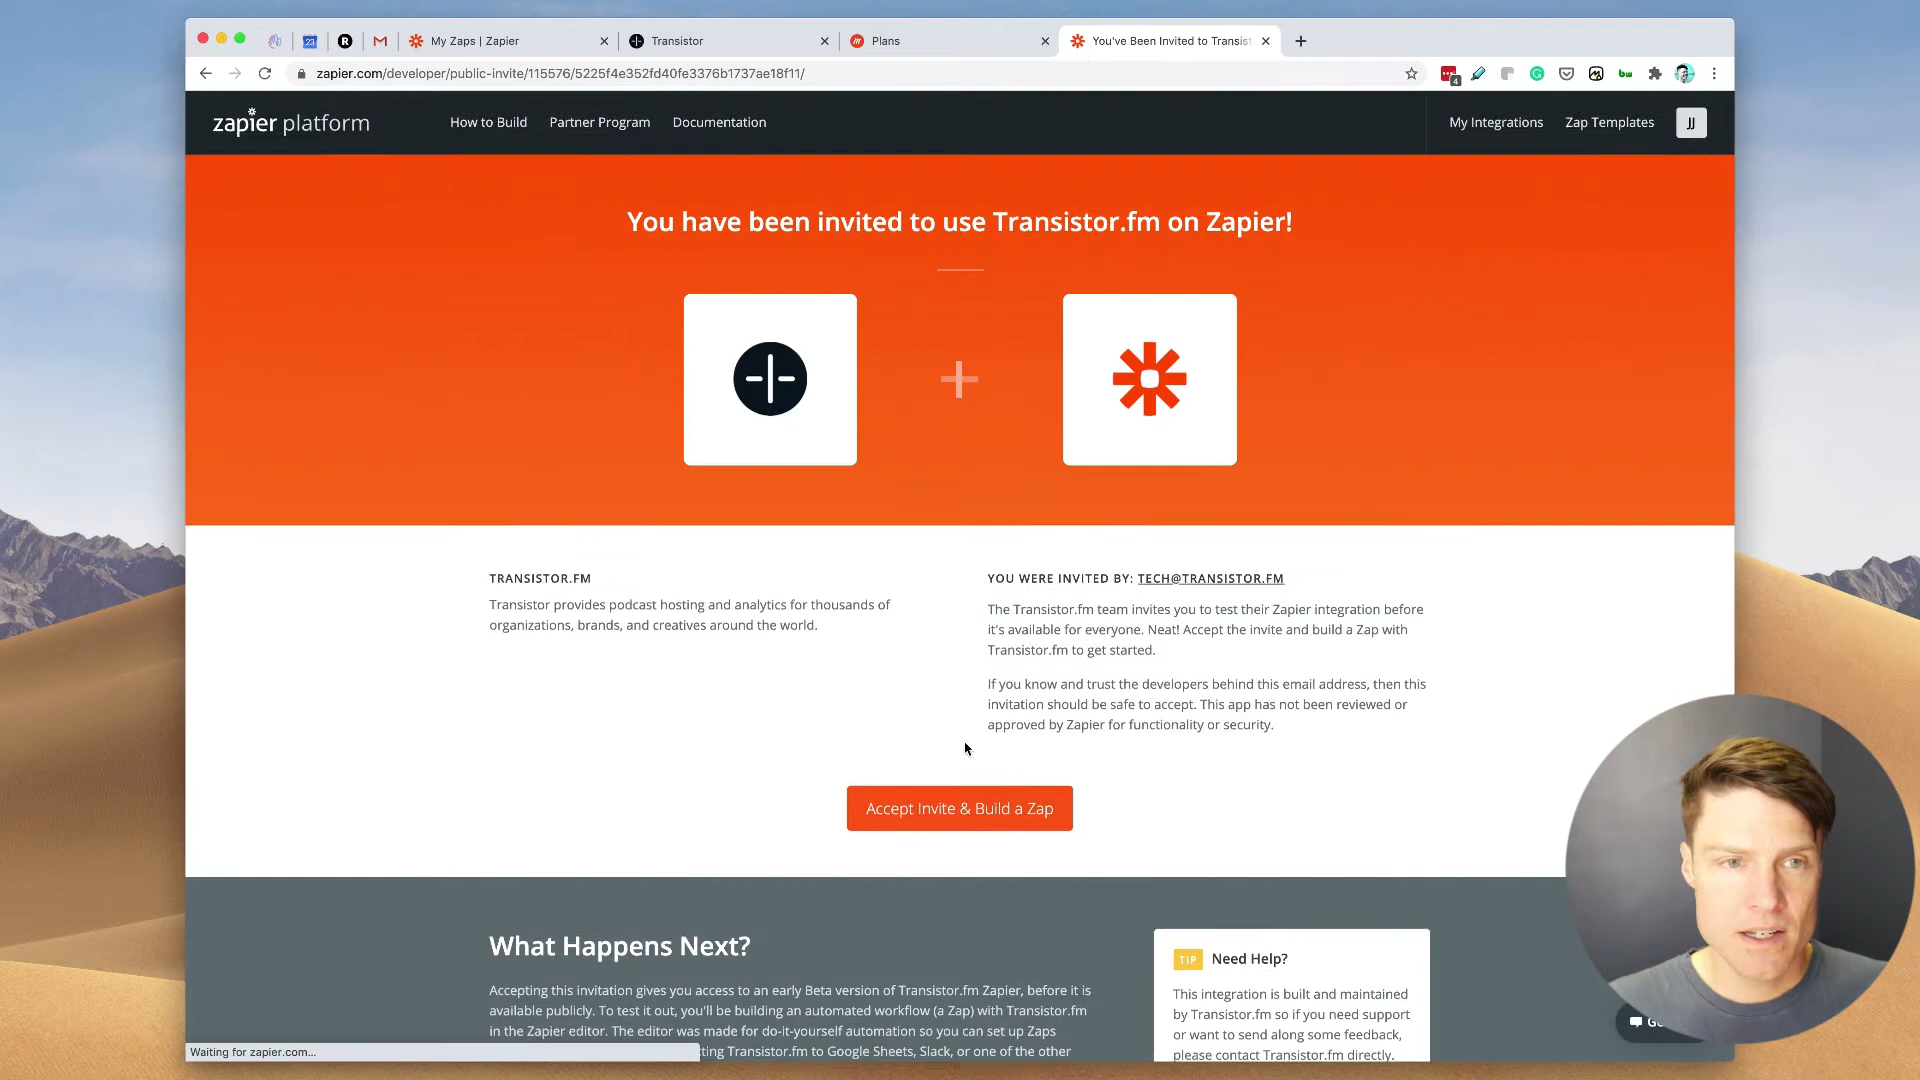 My Zaps | Zapier
Transistor
Plans
You've Been Invited to Transist
23
zapier.com/developer/public-invite/115576/5225f4e352fd40fe3376b1737ae18f11/
4
zapier platform
How to Build
Partner Program
Documentation
My Integrations
Zap Templates
JJ
You have been invited to use Transistor.fm on Zapier!
TRANSISTOR.FM
Transistor provides podcast hosting and analytics for thousands of
organizations, brands, and creatives around the world.
YOU WERE INVITED BY: TECH@TRANSISTOR.FM
The Transistor.fm team invites you to test their Zapier integration before
it's available for everyone. Neat! Accept the invite and build a Zap with
Transistor.fm to get started.
If you know and trust the developers behind this email address, then this
invitation should be safe to accept. This app has not been reviewed or
approved by Zapier for functionality or security.
Accept Invite & Build a Zap
What Happens Next?
Accepting this invitation gives you access to an early Beta version of Transistor.fm Zapier, before it is
available publicly. To test it out, you'll be building an automated workflow (a Zap) with Transistor.fm
in the Zapier editor. The editor was made for do-it-yourself automation so you can set up Zaps
Transistor.fm to Google Sheets, Slack, or one of the other
TIP Need Help?
This integration is built and maintained
by Transistor.fm so if you need support
or want to send along some feedback,
please contact Transistor.fm directly.
Waiting for zapier.com...